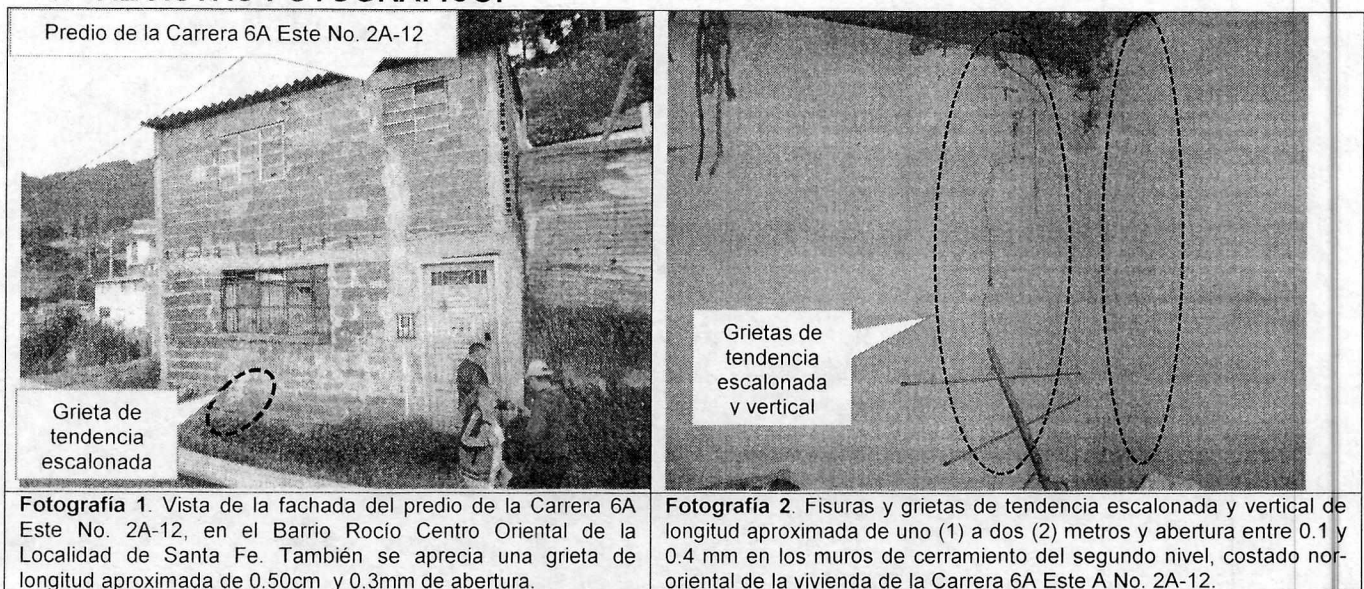 Predio de la Carrera 6A Este No. 2A-12
Grieta de
tendencia
escalonada
Grietas de
tendencia
escalonada
y vertical
Fotografía 1. Vista de la fachada del predio de la Carrera 6A
Este No. 2A-12, en el Barrio Rocío Centro Oriental de la
Localidad de Santa Fe. También se aprecia una grieta de
longitud aproximada de 0.50cm y 0.3mm de abertura.
Fotografía 2. Fisuras y grietas de tendencia escalonada y vertical de
longitud aproximada de uno (1) a dos (2) metros y abertura entre 0.1 y
0.4 mm en los muros de cerramiento del segundo nivel, costado nor-
oriental de la vivienda de la Carrera 6A Este A No. 2A-12.